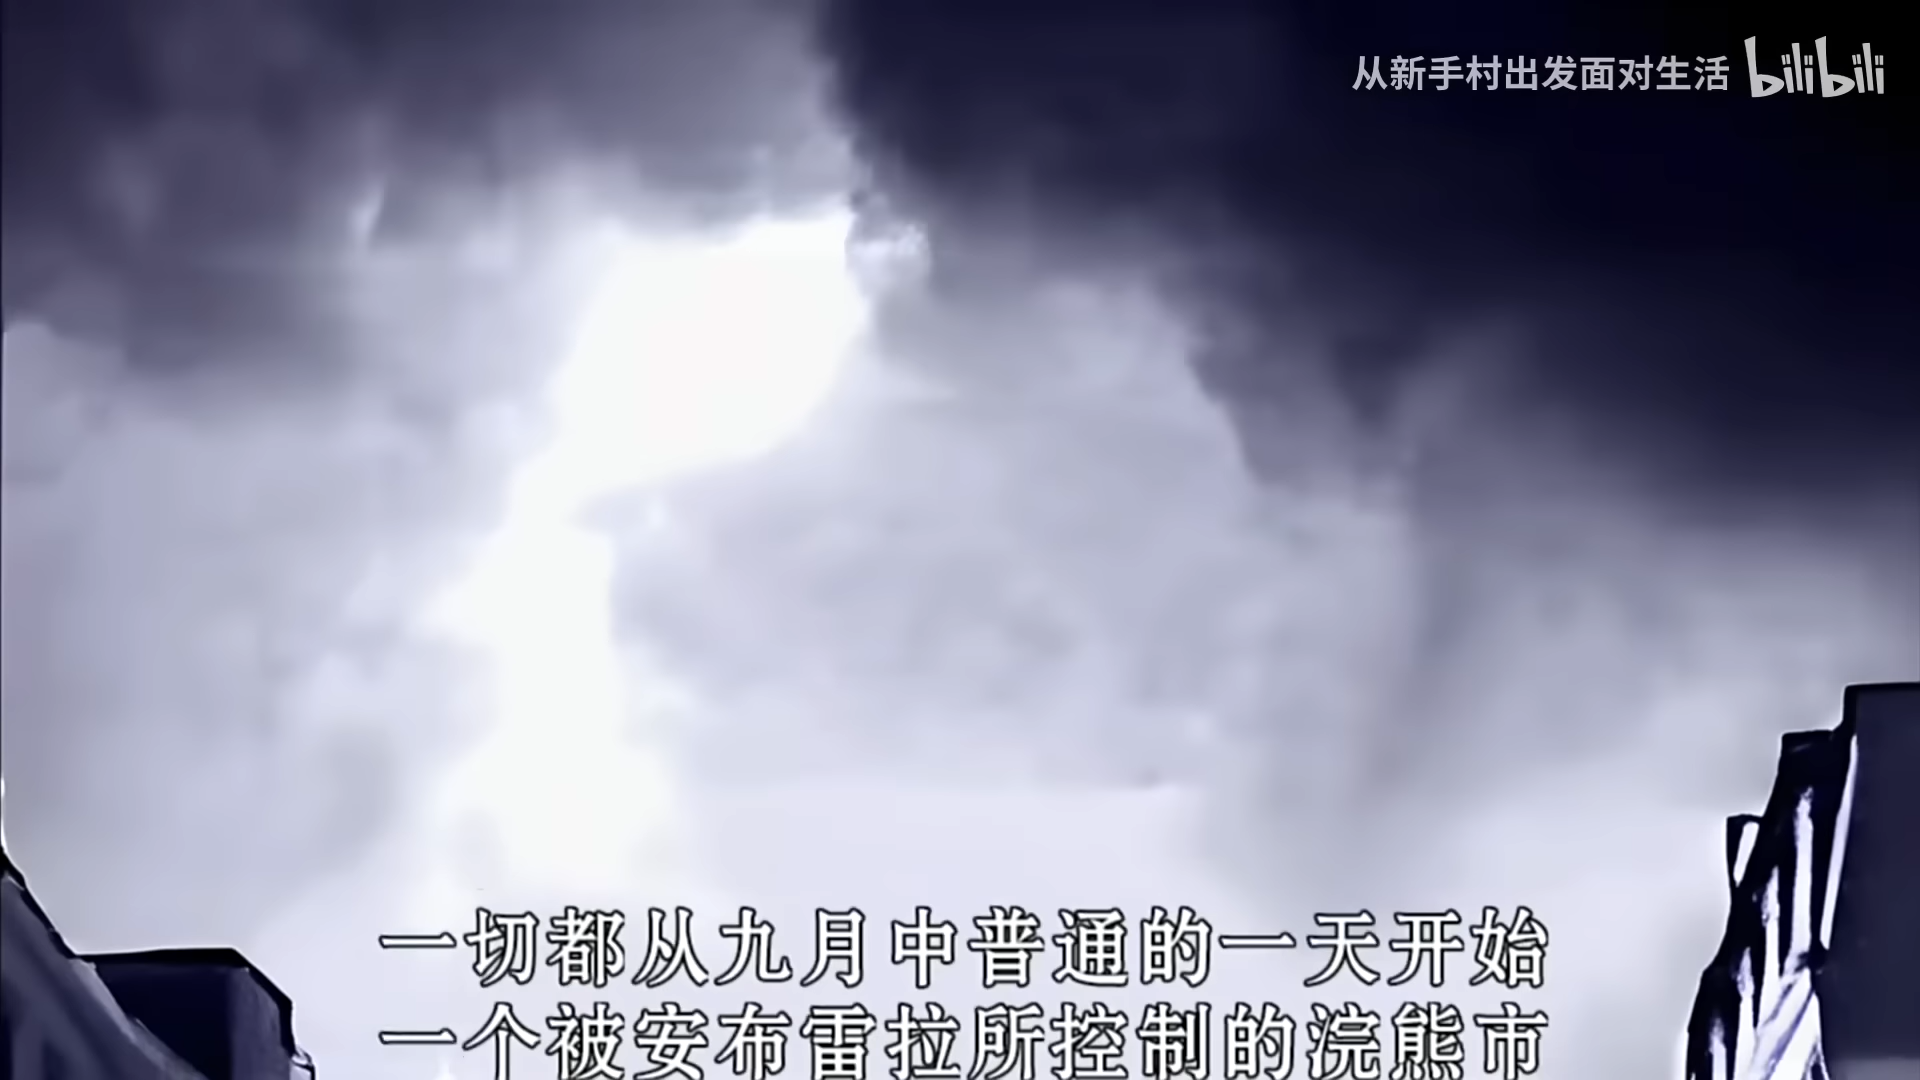 从新手村出发面对生活 bilibili
一切都从九月中普通的一天开始
一个被安布雷拉所控制的浣熊市